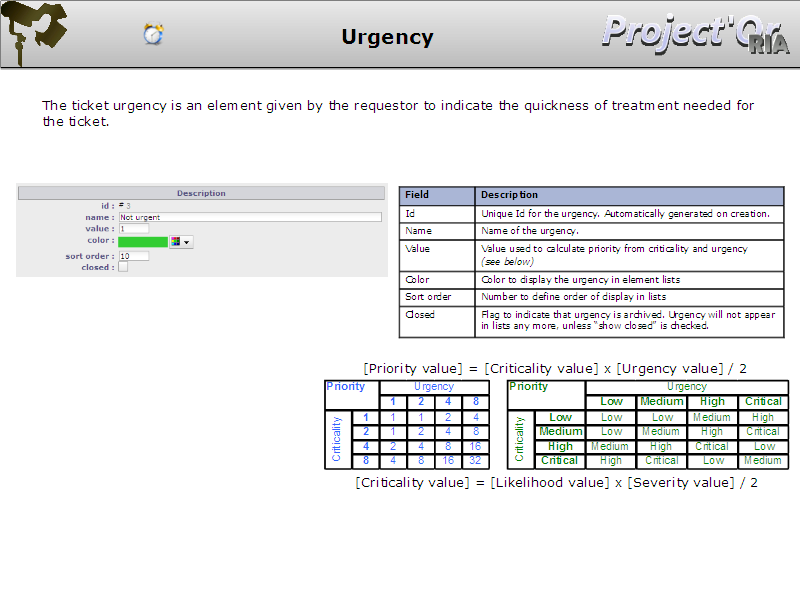 Urgency
Project'Or
RIA
The ticket urgency is an element given by the requestor to indicate the quickness of treatment needed for
the ticket.
Description
id : # 3
name : Not urgent
value : 1
color :
sort order : 10
closed :
Field Description
Id Unique Id for the urgency. Automatically generated on creation.
Name Name of the urgency.
Value Value used to calculate priority from criticality and urgency
(see below)
Color Color to display the urgency in element lists
Sort order Number to define order of display in lists
Closed Flag to indicate that urgency is archived. Urgency will not appear
in lists any more, unless “show closed” is checked.
[Priority value] = [Criticality value] x [Urgency value] / 2
Priority Urgency
1 2 4 8
Criticality
1 1 1 2 4
2 1 2 4 8
4 2 4 8 16
8 4 8 16 32
Priority Urgency
Low Medium High Critical
Criticality
Low Low Low Medium High
Medium Low Medium High Critical
High Medium High Critical Low
Critical High Critical Low Medium
[Criticality value] = [Likelihood value] x [Severity value] / 2